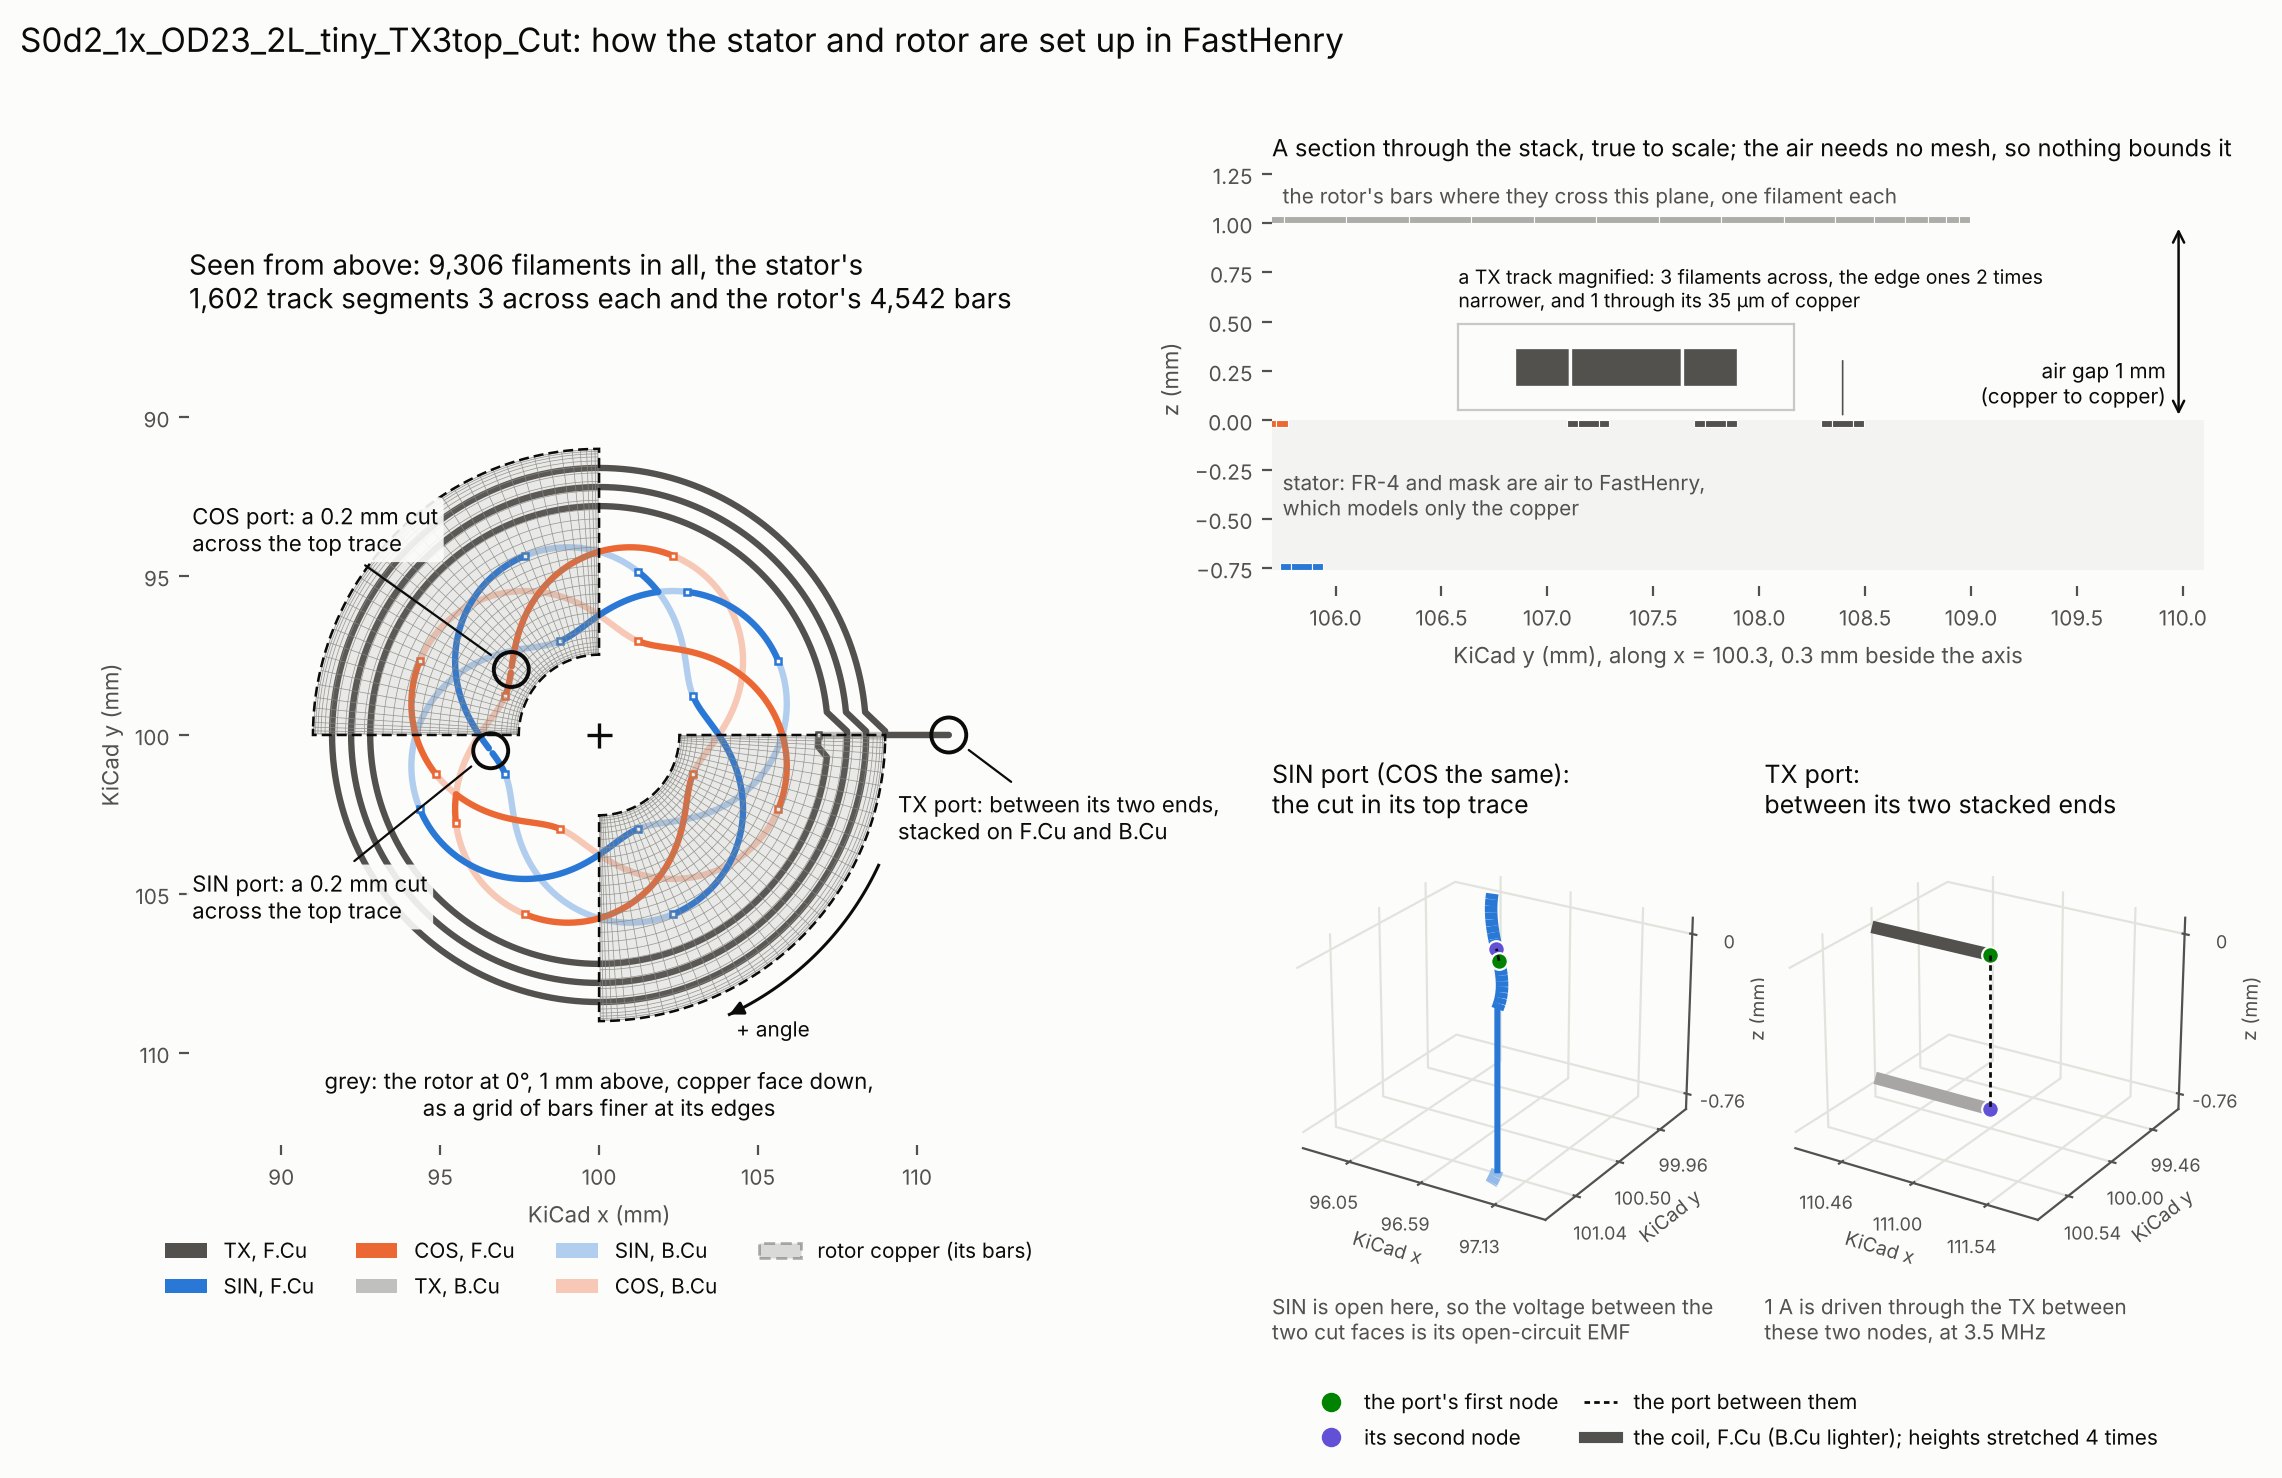 S0d2_1x_OD23_2L_tiny_TX3top_Cut: how the stator and rotor are set up in FastHenry
Seen from above: 9,306 filaments in all, the stator's
1,602 track segments 3 across each and the rotor's 4,542 bars
90
95
100
105
110
KiCad y (mm)
COS port: a 0.2 mm cut
across the top trace
SIN port: a 0.2 mm cut
across the top trace
TX port: between its two ends,
stacked on F.Cu and B.Cu
+ angle
grey: the rotor at 0°, 1 mm above, copper face down,
as a grid of bars finer at its edges
90
95
100
105
110
KiCad x (mm)
TX, F.Cu
COS, F.Cu
SIN, B.Cu
rotor copper (its bars)
SIN, F.Cu
TX, B.Cu
COS, B.Cu
A section through the stack, true to scale; the air needs no mesh, so nothing bounds it
1.25
1.00
0.75
0.50
0.25
0.00
−0.25
−0.50
−0.75
z (mm)
the rotor's bars where they cross this plane, one filament each
a TX track magnified: 3 filaments across, the edge ones 2 times
narrower, and 1 through its 35 µm of copper
air gap 1 mm
(copper to copper)
stator: FR-4 and mask are air to FastHenry,
which models only the copper
106.0
106.5
107.0
107.5
108.0
108.5
109.0
109.5
110.0
KiCad y (mm), along x = 100.3, 0.3 mm beside the axis
SIN port (COS the same):
the cut in its top trace
0
-0.76
z (mm)
96.05
96.59
97.13
KiCad x
99.96
100.50
101.04
KiCad y
SIN is open here, so the voltage between the
two cut faces is its open-circuit EMF
TX port:
between its two stacked ends
0
-0.76
z (mm)
110.46
111.00
111.54
KiCad x
99.46
100.00
100.54
KiCad y
1 A is driven through the TX between
these two nodes, at 3.5 MHz
the port's first node
the port between them
its second node
the coil, F.Cu (B.Cu lighter); heights stretched 4 times